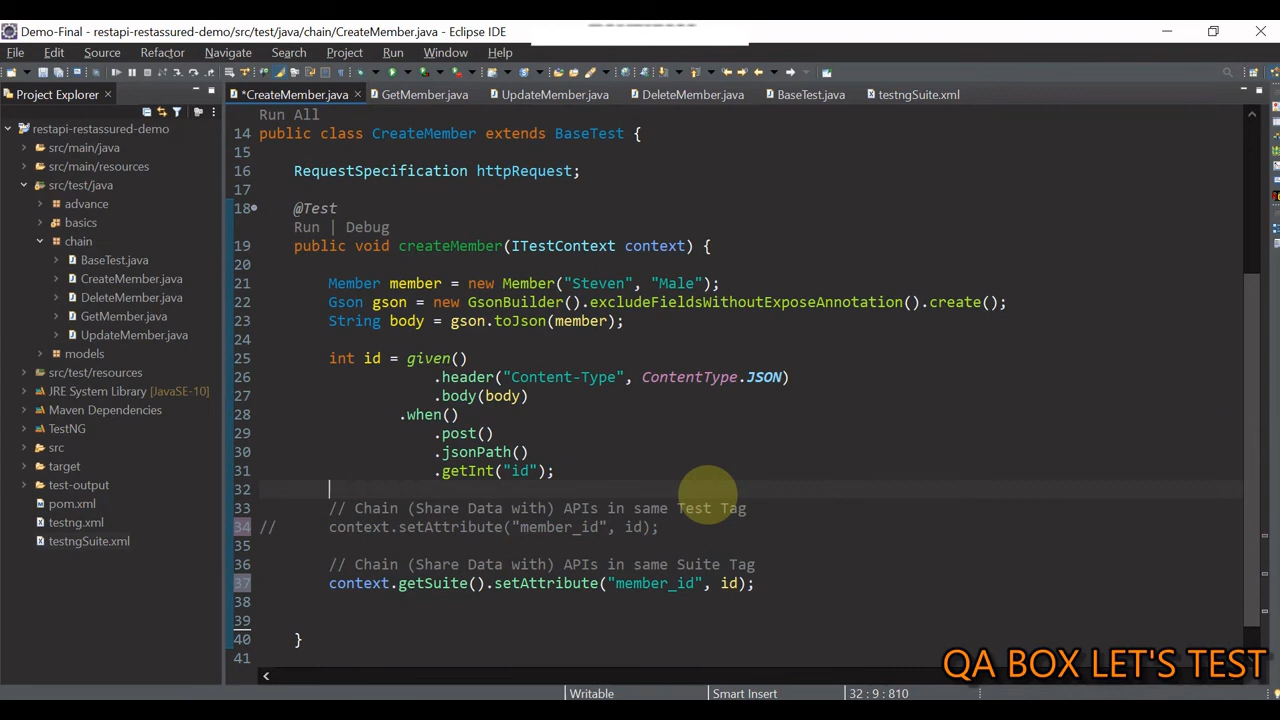 Demo-Final - restapi-restassured-demo/src/test/java/chain/CreateMember.java - Eclipse IDE
File Edit Source Refactor Navigate Search Project Run Window Help
Project Explorer
*CreateMember.java GetMember.java UpdateMember.java DeleteMember.java BaseTest.java testngSuite.xml
restapi-restassured-demo
src/main/java
src/main/resources
src/test/java
advance
basics
chain
BaseTest.java
CreateMember.java
DeleteMember.java
GetMember.java
UpdateMember.java
models
src/test/resources
JRE System Library [JavaSE-10]
Maven Dependencies
TestNG
src
target
test-output
pom.xml
testng.xml
testngSuite.xml
Run All
14 public class CreateMember extends BaseTest {
15
16 RequestSpecification httpRequest;
17
18 @Test
Run | Debug
19 public void createMember(ITestContext context) {
20
21 Member member = new Member("Steven", "Male");
22 Gson gson = new GsonBuilder().excludeFieldsWithoutExposeAnnotation().create();
23 String body = gson.toJson(member);
24
25 int id = given()
26 .header("Content-Type", ContentType.JSON)
27 .body(body)
28 .when()
29 .post()
30 .jsonPath()
31 .getInt("id");
32
33 // Chain (Share Data with) APIs in same Test Tag
34 // context.setAttribute("member_id", id);
35
36 // Chain (Share Data with) APIs in same Suite Tag
37 context.getSuite().setAttribute("member_id", id);
38
39
40 }
41
QA BOX LET'S TEST
Writable Smart Insert 32 : 9 : 810